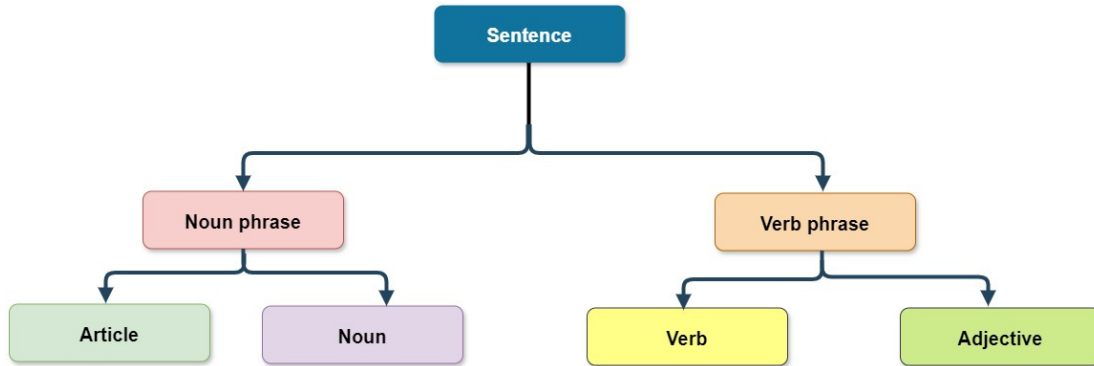 Sentence
Noun phrase
Verb phrase
Article
Noun
Verb
Adjective